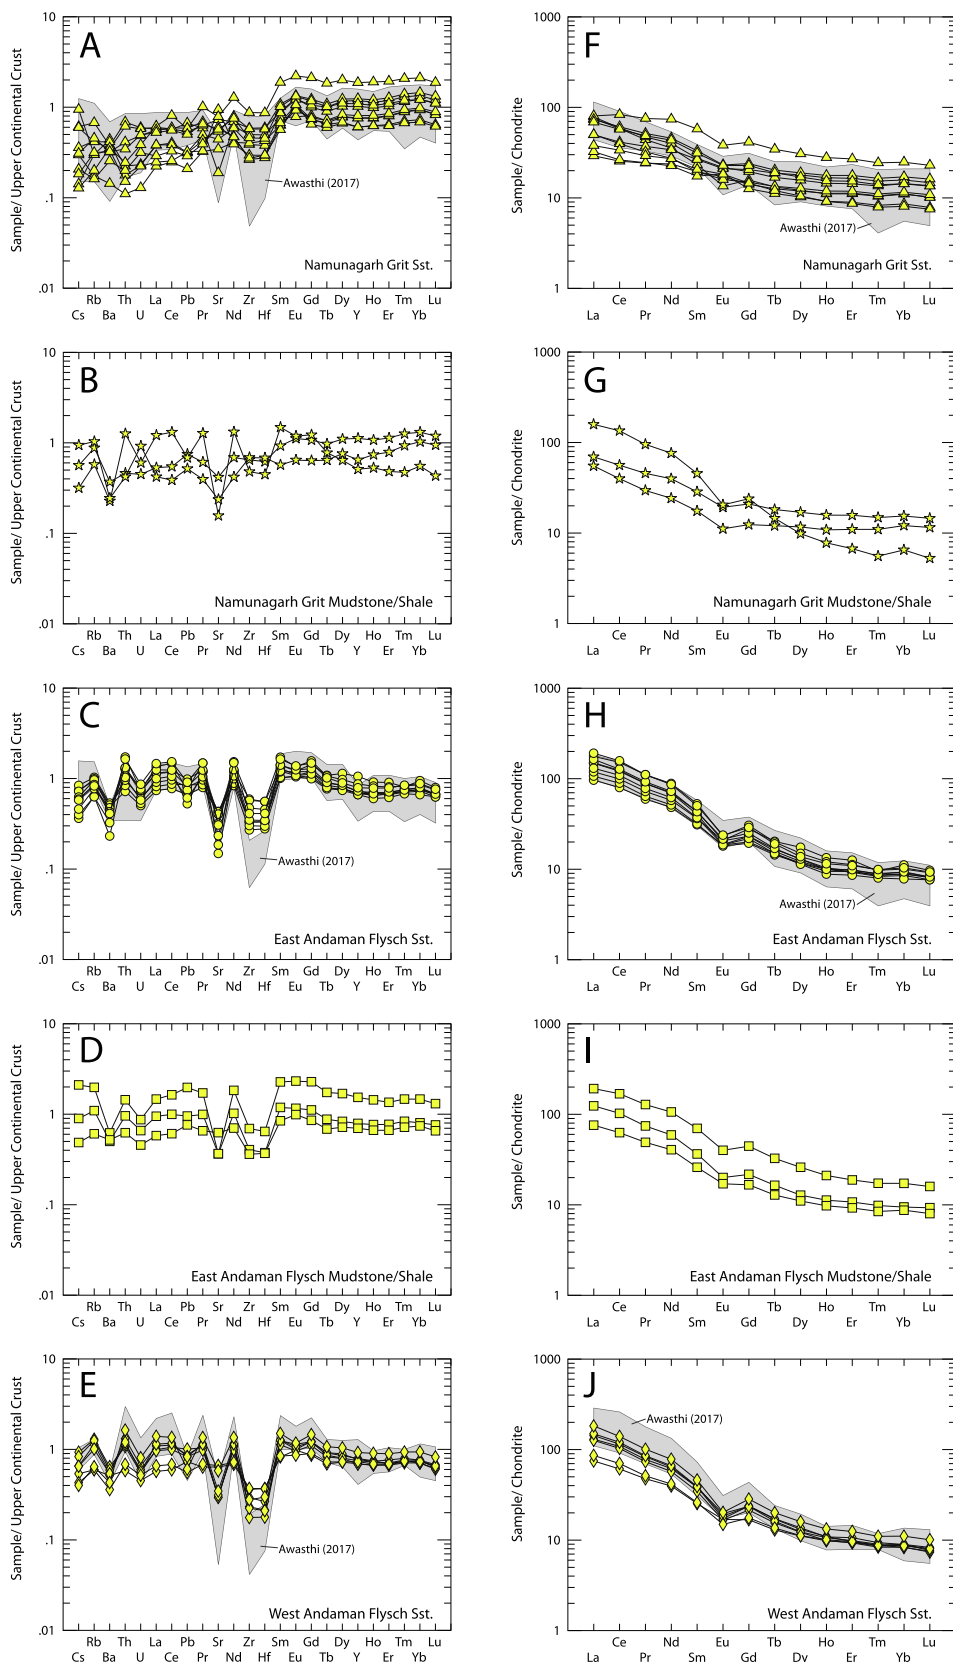 A
Sample/ Upper Continental Crust
10
1
.1
.01
Awasthi (2017)
Namunagarh Grit Sst.
Rb Th La Pb Sr Zr Sm Gd Dy Ho Tm Lu
Cs Ba U Ce Pr Nd Hf Eu Tb Y Er Yb
F
Sample/ Chondrite
1000
100
10
1
Awasthi (2017)
Namunagarh Grit Sst.
Ce Nd Eu Tb Ho Tm Lu
La Pr Sm Gd Dy Er Yb
B
Sample/ Upper Continental Crust
10
1
.1
.01
Namunagarh Grit Mudstone/Shale
Rb Th La Pb Sr Zr Sm Gd Dy Ho Tm Lu
Cs Ba U Ce Pr Nd Hf Eu Tb Y Er Yb
G
Sample/ Chondrite
1000
100
10
1
Namunagarh Grit Mudstone/Shale
Ce Nd Eu Tb Ho Tm Lu
La Pr Sm Gd Dy Er Yb
C
Sample/ Upper Continental Crust
10
1
.1
.01
Awasthi (2017)
East Andaman Flysch Sst.
Rb Th La Pb Sr Zr Sm Gd Dy Ho Tm Lu
Cs Ba U Ce Pr Nd Hf Eu Tb Y Er Yb
H
Sample/ Chondrite
1000
100
10
1
Awasthi (2017)
East Andaman Flysch Sst.
Ce Nd Eu Tb Ho Tm Lu
La Pr Sm Gd Dy Er Yb
D
Sample/ Upper Continental Crust
10
1
.1
.01
East Andaman Flysch Mudstone/Shale
Rb Th La Pb Sr Zr Sm Gd Dy Ho Tm Lu
Cs Ba U Ce Pr Nd Hf Eu Tb Y Er Yb
I
Sample/ Chondrite
1000
100
10
1
East Andaman Flysch Mudstone/Shale
Ce Nd Eu Tb Ho Tm Lu
La Pr Sm Gd Dy Er Yb
E
Sample/ Upper Continental Crust
10
1
.1
.01
Awasthi (2017)
West Andaman Flysch Sst.
Rb Th La Pb Sr Zr Sm Gd Dy Ho Tm Lu
Cs Ba U Ce Pr Nd Hf Eu Tb Y Er Yb
J
Sample/ Chondrite
1000
100
10
1
Awasthi (2017)
West Andaman Flysch Sst.
Ce Nd Eu Tb Ho Tm Lu
La Pr Sm Gd Dy Er Yb